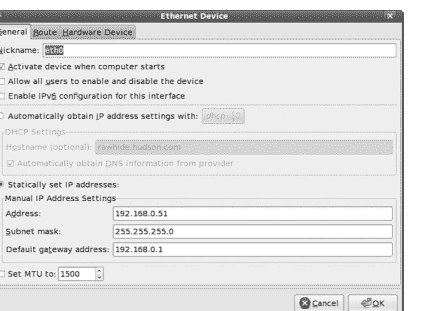 Ethernet Device
General Route Hardware Device
Nickname: eth0
Activate device when computer starts
Allow all users to enable and disable the device
Enable IPv6 configuration for this interface
Automatically obtain IP address settings with: dhcp
DHCP Settings
Hostname (optional): rawhide.hudson.com
Automatically obtain DNS information from provider
Statically set IP addresses:
Manual IP Address Settings
Address: 192.168.0.51
Subnet mask: 255.255.255.0
Default gateway address: 192.168.0.1
Set MTU to: 1500
Cancel OK